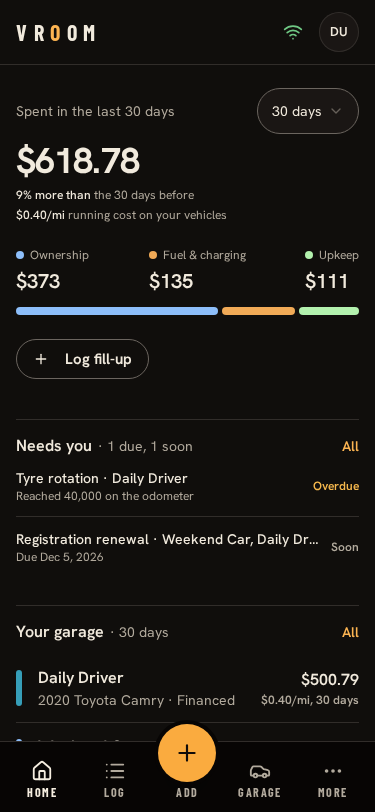 VROOM
DU
Spent in the last 30 days
30 days
$618.78
9% more than the 30 days before
$0.40/mi running cost on your vehicles
Ownership
Fuel & charging
Upkeep
$373
$135
$111
Log fill-up
Needs you · 1 due, 1 soon
All
Tyre rotation · Daily Driver
Overdue
Reached 40,000 on the odometer
Registration renewal · Weekend Car, Daily Dr...
Soon
Due Dec 5, 2026
Your garage · 30 days
All
Daily Driver
$500.79
2020 Toyota Camry · Financed
$0.40/mi, 30 days
HOME
LOG
ADD
GARAGE
MORE